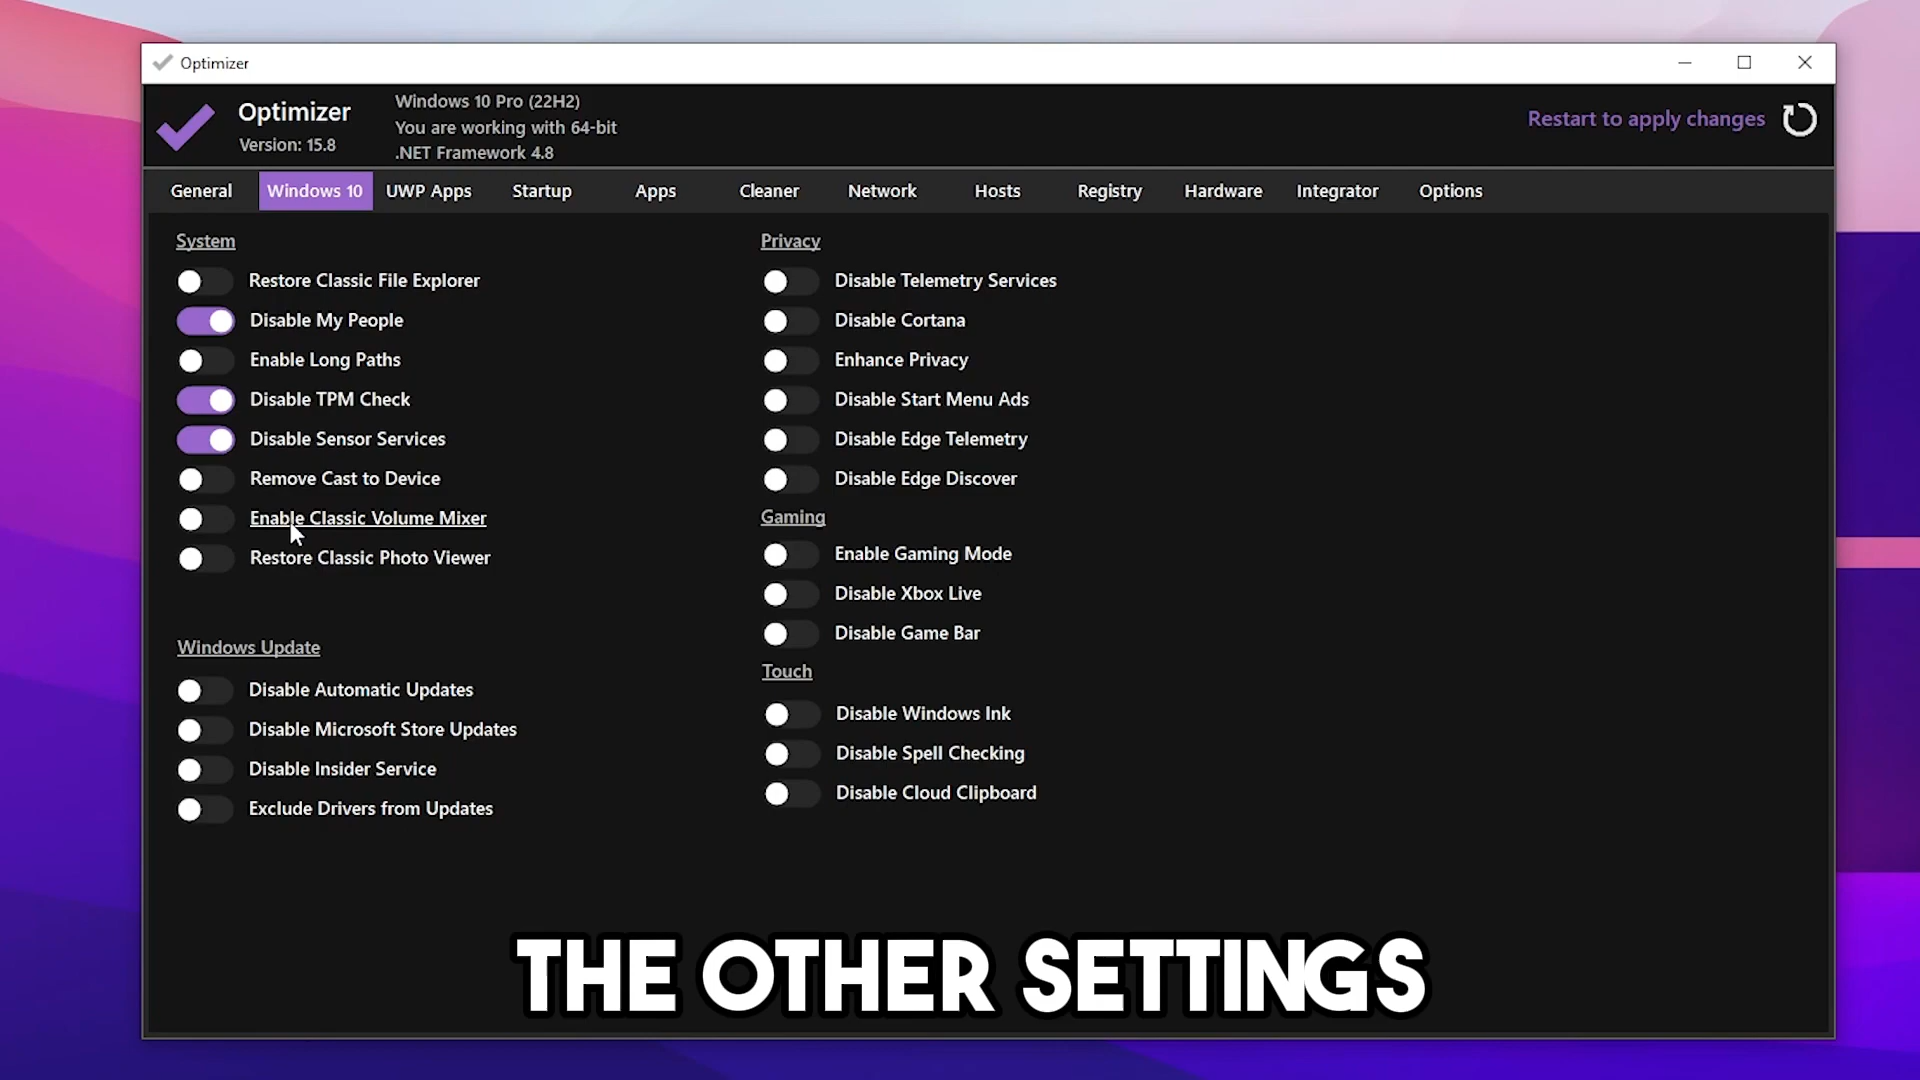 Optimizer
Optimizer
Version: 15.8
Windows 10 Pro (22H2)
You are working with 64-bit
.NET Framework 4.8
Restart to apply changes
General
Windows 10
UWP Apps
Startup
Apps
Cleaner
Network
Hosts
Registry
Hardware
Integrator
Options
System
Restore Classic File Explorer
Disable My People
Enable Long Paths
Disable TPM Check
Disable Sensor Services
Remove Cast to Device
Enable Classic Volume Mixer
Restore Classic Photo Viewer
Windows Update
Disable Automatic Updates
Disable Microsoft Store Updates
Disable Insider Service
Exclude Drivers from Updates
Privacy
Disable Telemetry Services
Disable Cortana
Enhance Privacy
Disable Start Menu Ads
Disable Edge Telemetry
Disable Edge Discover
Gaming
Enable Gaming Mode
Disable Xbox Live
Disable Game Bar
Touch
Disable Windows Ink
Disable Spell Checking
Disable Cloud Clipboard
THE OTHER SETTINGS